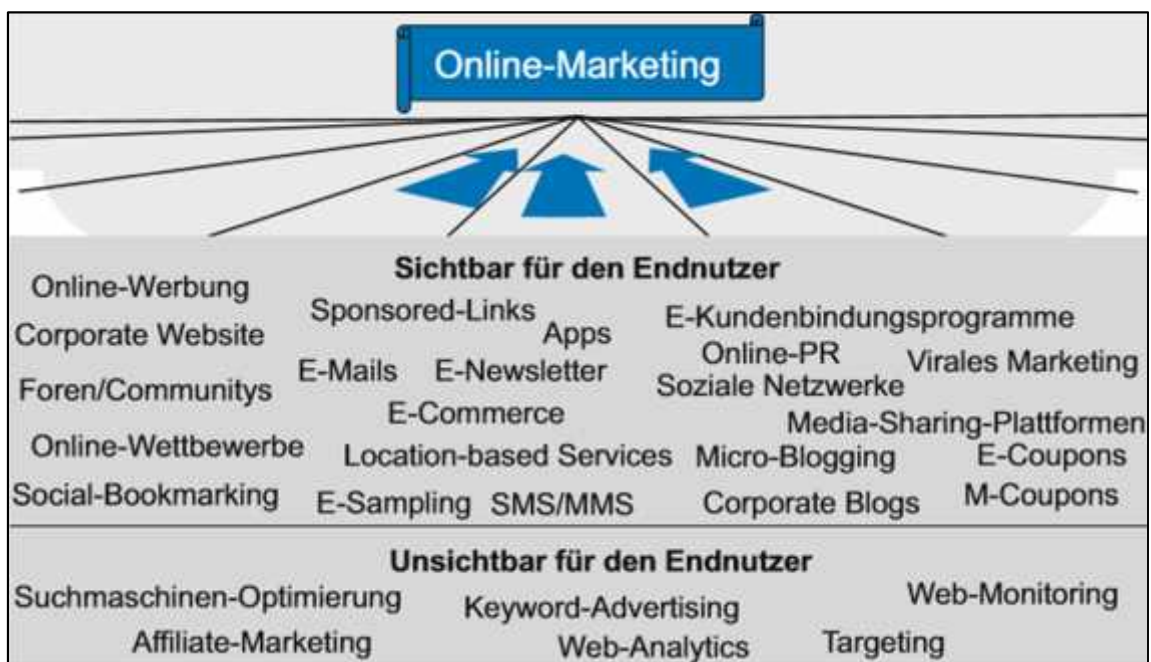 Online-Marketing
Sichtbar für den Endnutzer
Online-Werbung
Sponsored-Links
E-Kundenbindungsprogramme
Corporate Website
Apps
Online-PR
Virales Marketing
E-Mails
E-Newsletter
Foren/Communitys
Soziale Netzwerke
E-Commerce
Media-Sharing-Plattformen
Online-Wettbewerbe
Location-based Services
Micro-Blogging
E-Coupons
Social-Bookmarking
E-Sampling
SMS/MMS
Corporate Blogs
M-Coupons
Unsichtbar für den Endnutzer
Suchmaschinen-Optimierung
Keyword-Advertising
Web-Monitoring
Affiliate-Marketing
Web-Analytics
Targeting